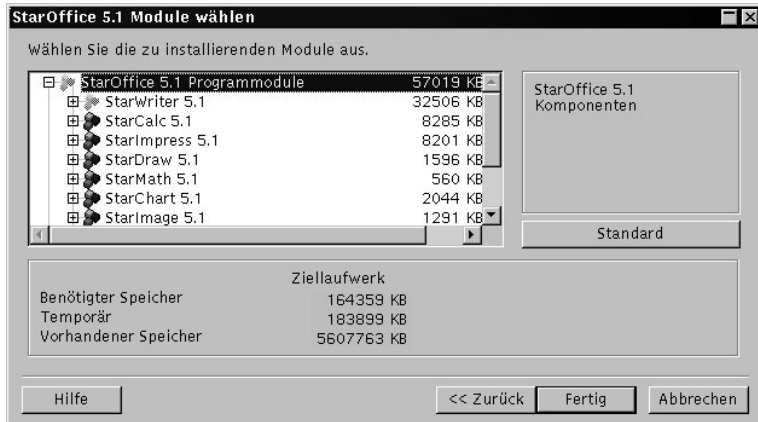 StarOffice 5.1 Module wählen
Wählen Sie die zu installierenden Module aus.
StarOffice 5.1 Programmodule 57019 KB
StarWriter 5.1 32506 KB
StarCalc 5.1 8285 KB
StarImpress 5.1 8201 KB
StarDraw 5.1 1596 KB
StarMath 5.1 560 KB
StarChart 5.1 2044 KB
StarImage 5.1 1291 KB
StarOffice 5.1
Komponenten
Standard
Ziellaufwerk
Benötigter Speicher 164359 KB
Temporär 183899 KB
Vorhandener Speicher 5607763 KB
Hilfe << Zurück Fertig Abbrechen